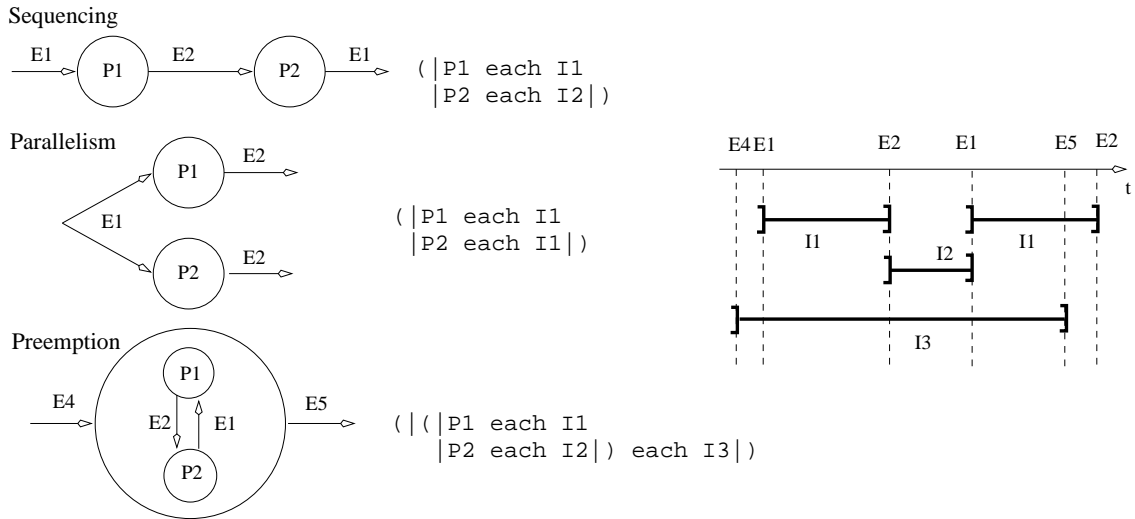 Sequencing
E1 P1 E2 P2 E1
(|P1 each I1
|P2 each I2|)
Parallelism
P1 E2
E1
P2 E2
(|P1 each I1
|P2 each I1|)
Preemption
P1
E4 E2 E1 E5
P2
(|(|P1 each I1
|P2 each I2|) each I3|)
E4 E1 E2 E1 E5 E2
t
I1 I1
I2
I3